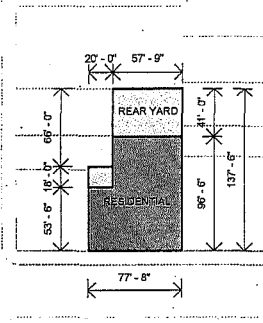 20' - 0" 57' - 9"
REAR YARD
66' - 0"
41' - 0"
18' - 0"
137' - 6"
96' - 6"
53' - 6"
RESIDENTIAL
77' - 8"